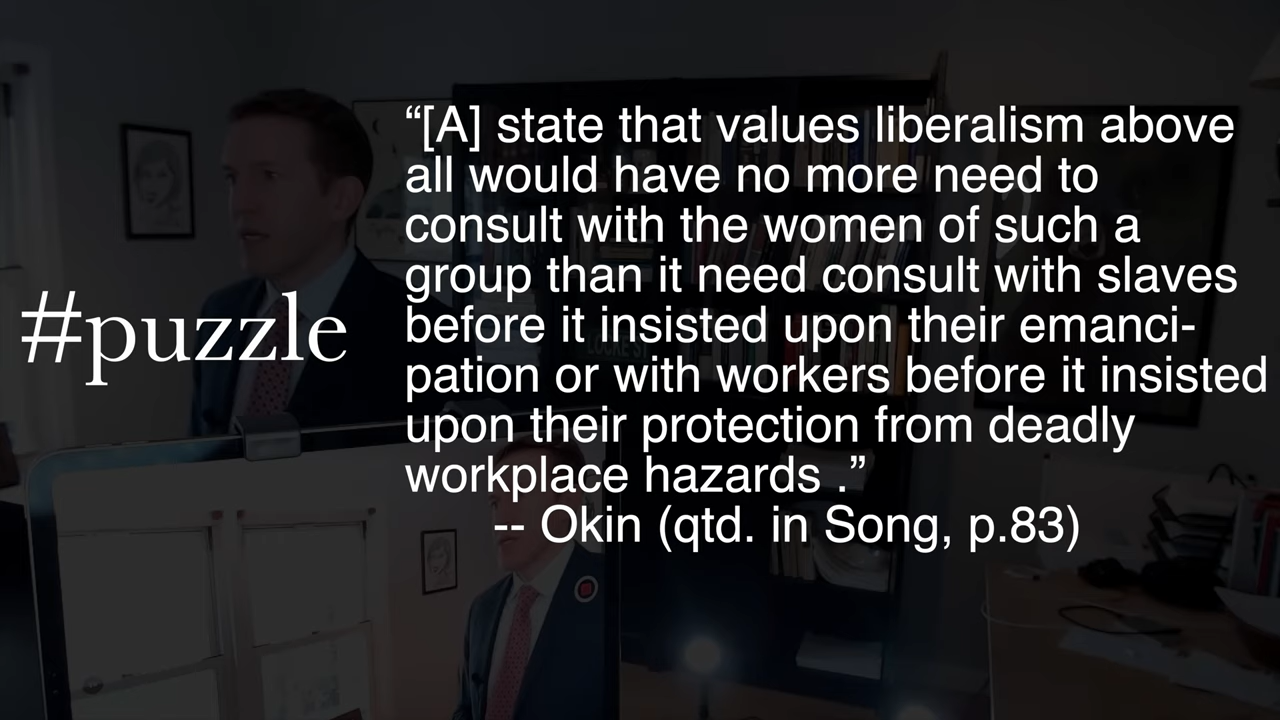 #puzzle
“[A] state that values liberalism above
all would have no more need to
consult with the women of such a
group than it need consult with slaves
before it insisted upon their emanci-
pation or with workers before it insisted
upon their protection from deadly
workplace hazards .”
-- Okin (qtd. in Song, p.83)